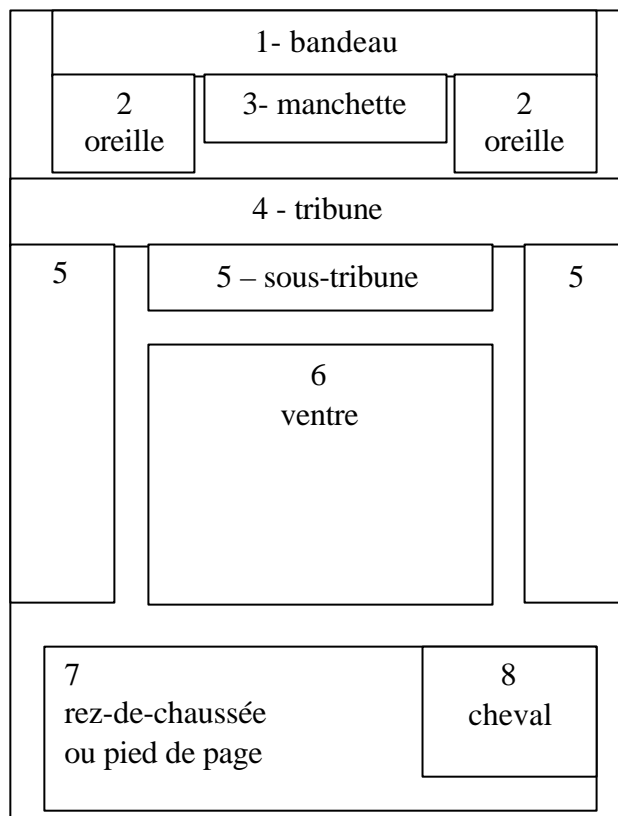 1- bandeau
2
oreille
3- manchette
2
oreille
4 - tribune
5
5 – sous-tribune
5
6
ventre
7
rez-de-chaussée
ou pied de page
8
cheval